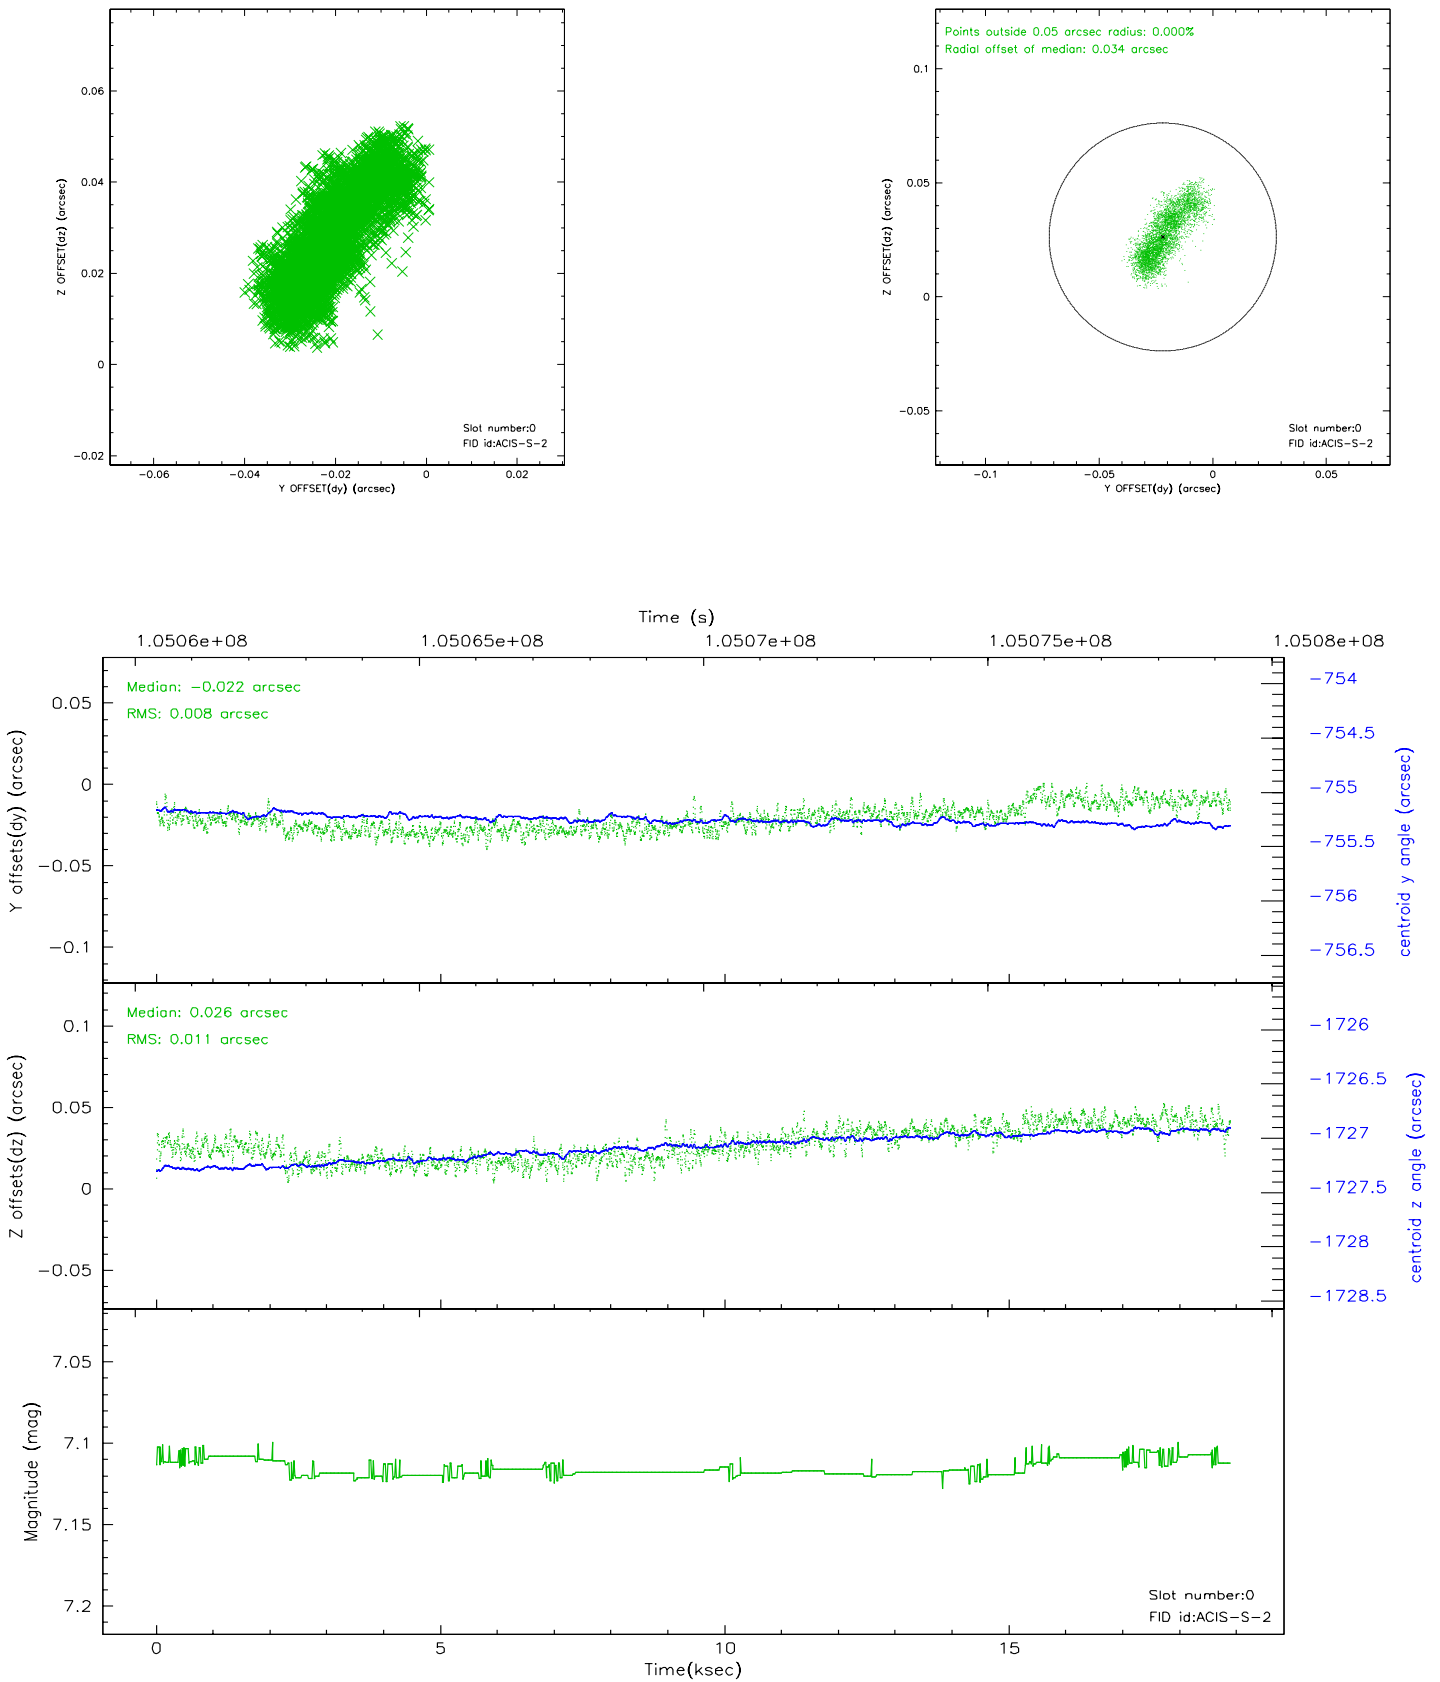 0.06
0.04
0.02
0
−0.02
Z OFFSET(dz) (arcsec)
Slot number:0
FID id:ACIS−S−2
−0.06 −0.04 −0.02 0 0.02
Y OFFSET(dy) (arcsec)
Points outside 0.05 arcsec radius: 0.000%
Radial offset of median: 0.034 arcsec
0.1
0.05
0
−0.05
Z OFFSET(dz) (arcsec)
Slot number:0
FID id:ACIS−S−2
−0.1 −0.05 0 0.05
Y OFFSET(dy) (arcsec)
Time (s)
1.0506e+08 1.05065e+08 1.0507e+08 1.05075e+08 1.0508e+08
Median: −0.022 arcsec
RMS: 0.008 arcsec
0.05
0
−0.05
−0.1
Y offsets(dy) (arcsec)
−754
−754.5
−755
−755.5
−756
−756.5
centroid y angle (arcsec)
Median: 0.026 arcsec
RMS: 0.011 arcsec
0.1
0.05
0
−0.05
Z offsets(dz) (arcsec)
−1726
−1726.5
−1727
−1727.5
−1728
−1728.5
centroid z angle (arcsec)
7.05
7.1
7.15
7.2
Magnitude (mag)
Slot number:0
FID id:ACIS−S−2
0 5 10 15
Time(ksec)